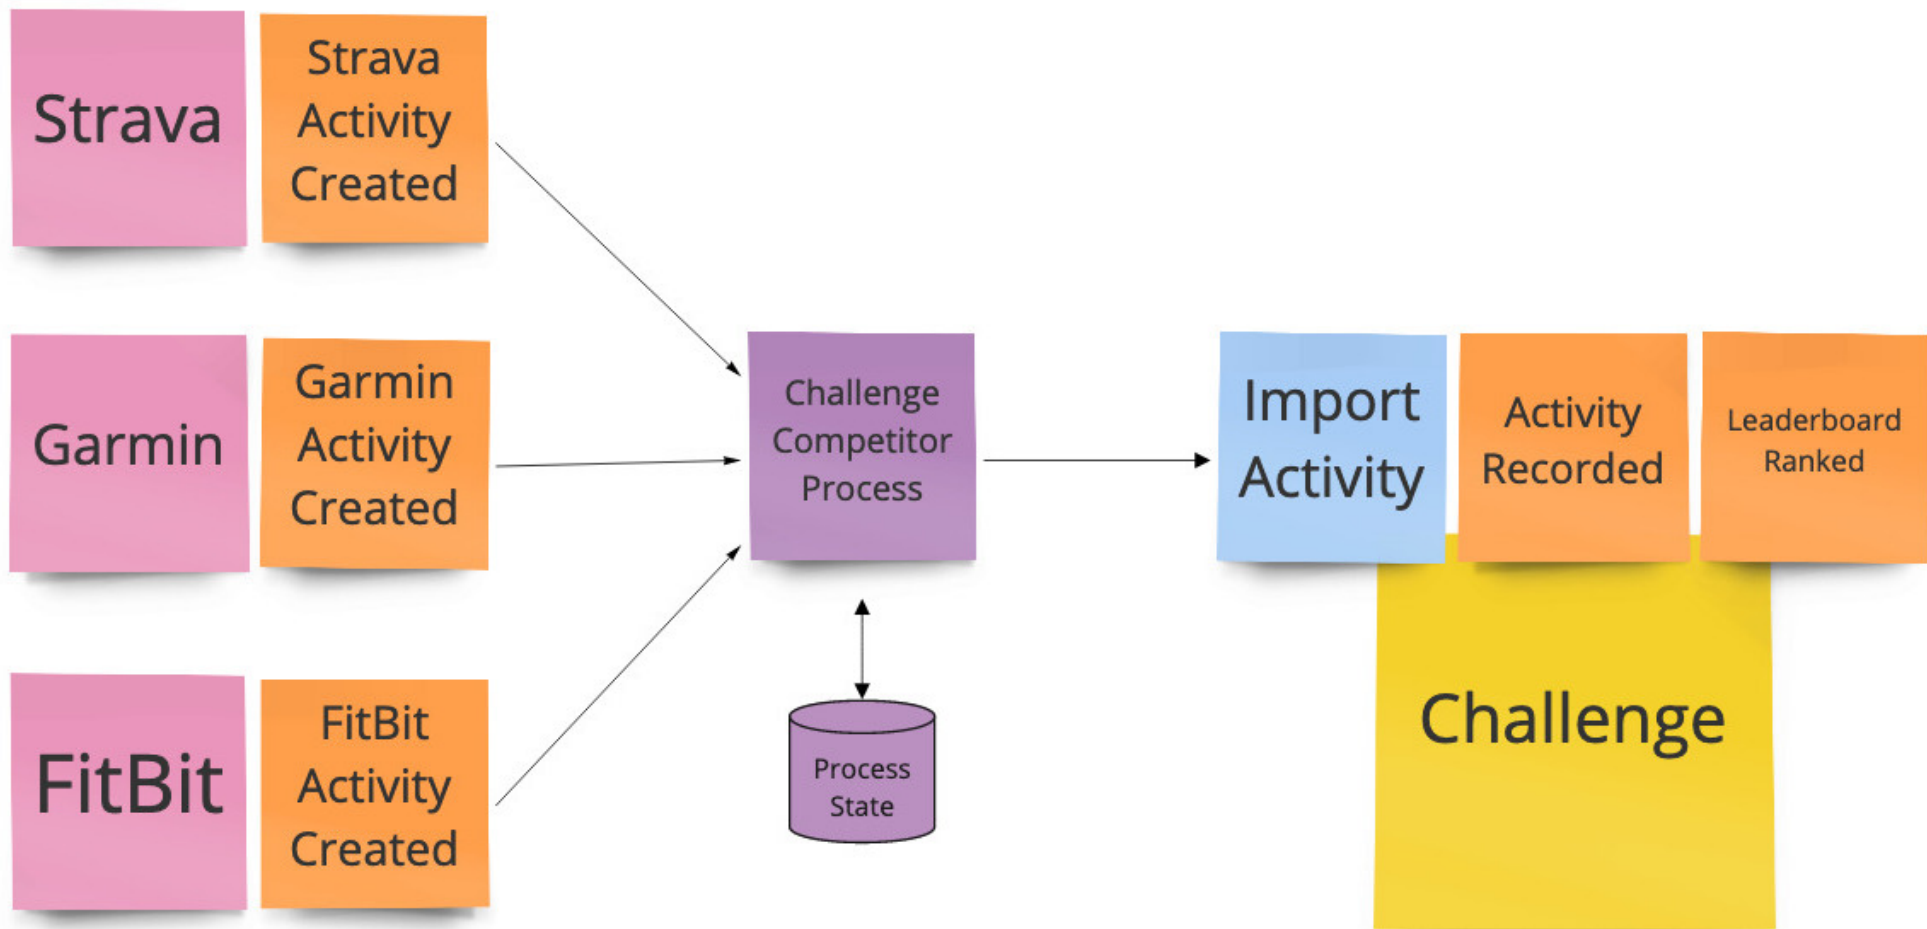 Strava
Strava
Activity
Created
Garmin
Garmin
Activity
Created
FitBit
FitBit
Activity
Created
Challenge
Competitor
Process
Process
State
Import
Activity
Activity
Recorded
Leaderboard
Ranked
Challenge